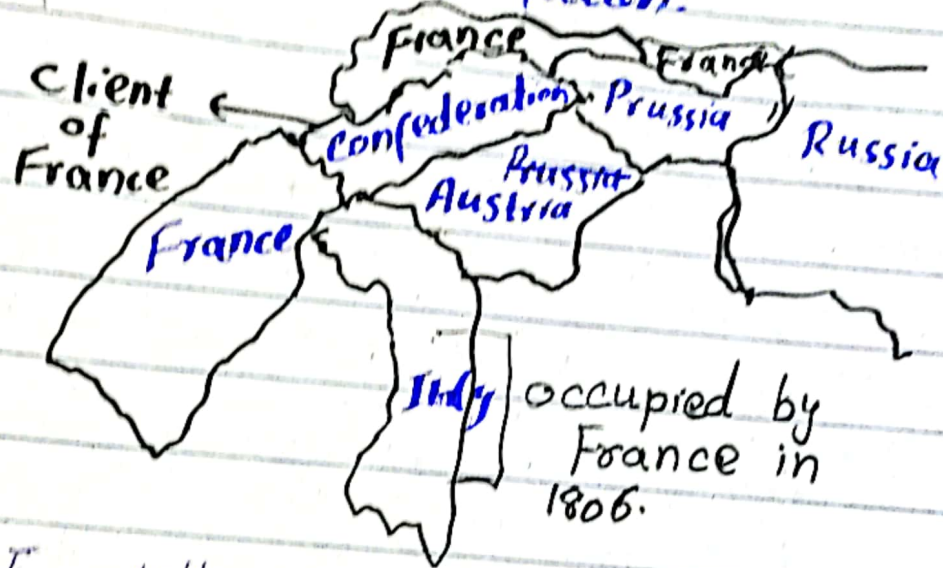 France
France
Client
of
France
Confederation
Prussia
Russia
Prussia
Austria
France
Italy
occupied by
France in
1806.